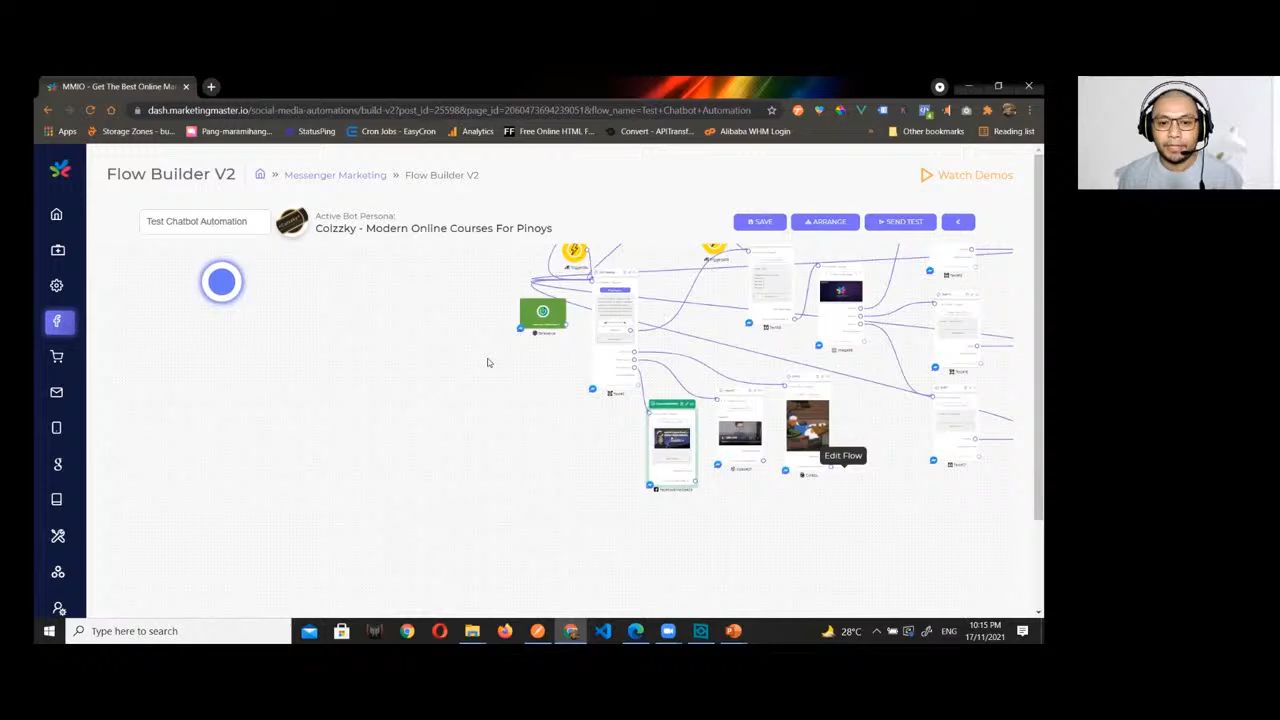 MMIO - Get The Best Online Ma
dash.marketingmaster.io/social-media-automations/build-v2?post_id=25598&page_id=2060473694239051&flow_name=Test+Chatbot+Automation
Apps
Storage Zones - bu...
Pang-maramihang...
StatusPing
Cron Jobs - EasyCron
Analytics
FF Free Online HTML F...
Convert - APITransf...
Alibaba WHM Login
»
Other bookmarks
Reading list
Flow Builder V2
» Messenger Marketing » Flow Builder V2
Watch Demos
Test Chatbot Automation
Active Bot Persona:
Coizzky - Modern Online Courses For Pinoys
SAVE
ARRANGE
SEND TEST
Edit Flow
Type here to search
28°C
ENG
10:15 PM
17/11/2021